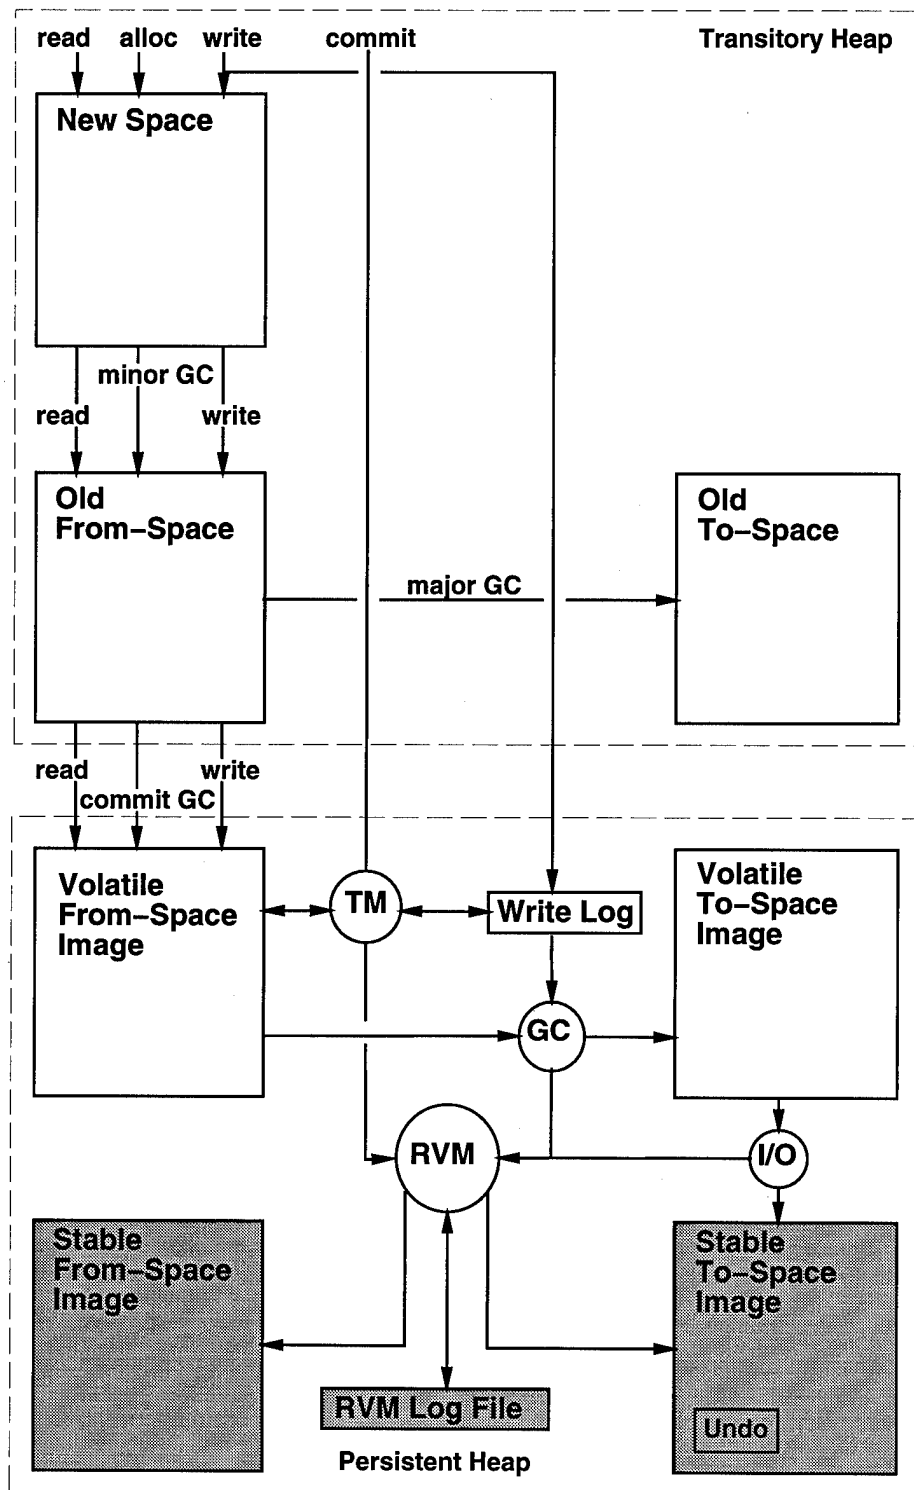 read alloc write commit
Transitory Heap
New Space
minor GC
read write
Old
From–Space
Old
To–Space
major GC
read write
commit GC
Volatile
From–Space
Image
TM
Write Log
Volatile
To–Space
Image
GC
RVM
I/O
Stable
From–Space
Image
Stable
To–Space
Image
RVM Log File
Undo
Persistent Heap